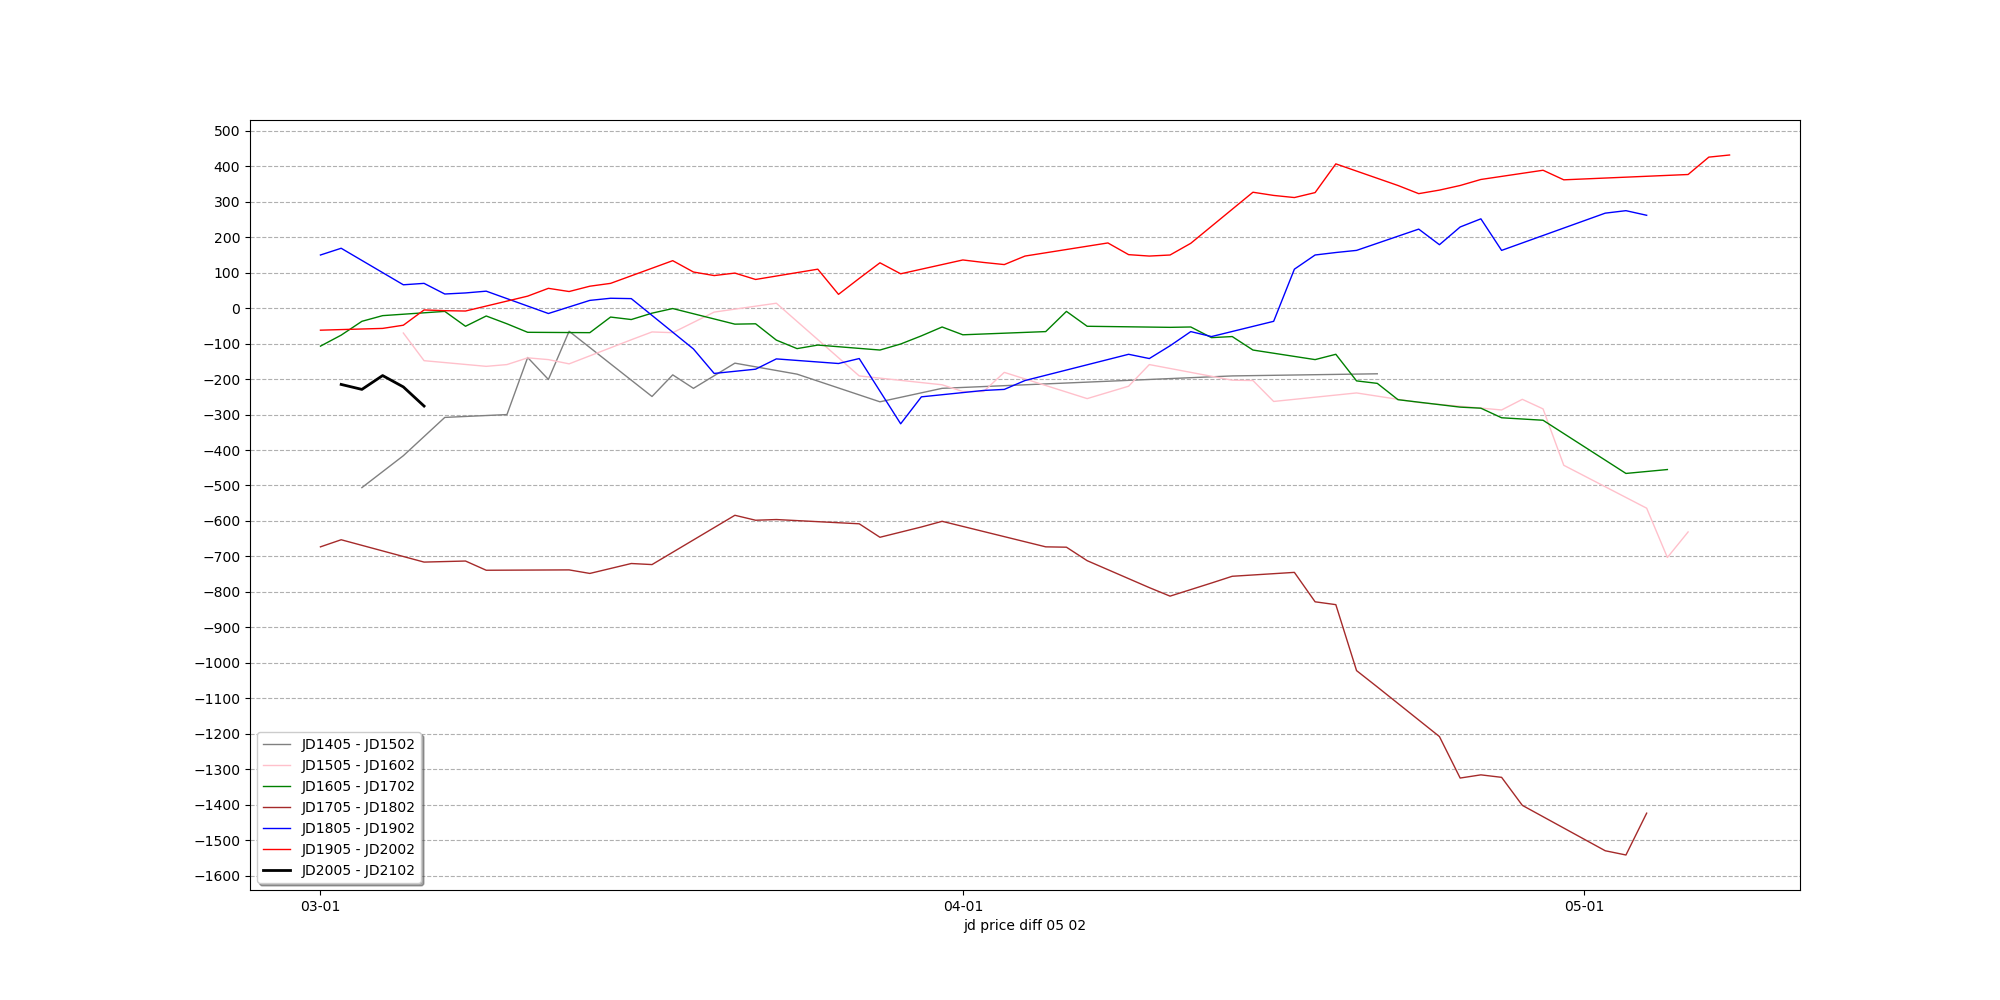 500
400
300
200
100
0
−100
−200
−300
−400
−500
−600
−700
−800
−900
−1000
−1100
−1200
−1300
−1400
−1500
−1600
JD1405 - JD1502
JD1505 - JD1602
JD1605 - JD1702
JD1705 - JD1802
JD1805 - JD1902
JD1905 - JD2002
JD2005 - JD2102
03-01 04-01 05-01
jd price diff 05 02